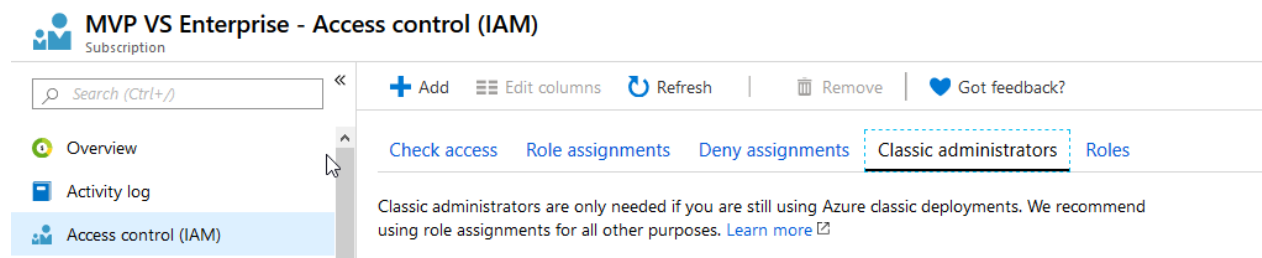 MVP VS Enterprise - Access control (IAM)
Subscription
Search (Ctrl+/)
«
Add Edit columns Refresh Remove Got feedback?
Overview
Activity log
Access control (IAM)
Check access Role assignments Deny assignments Classic administrators Roles
Classic administrators are only needed if you are still using Azure classic deployments. We recommend
using role assignments for all other purposes. Learn more